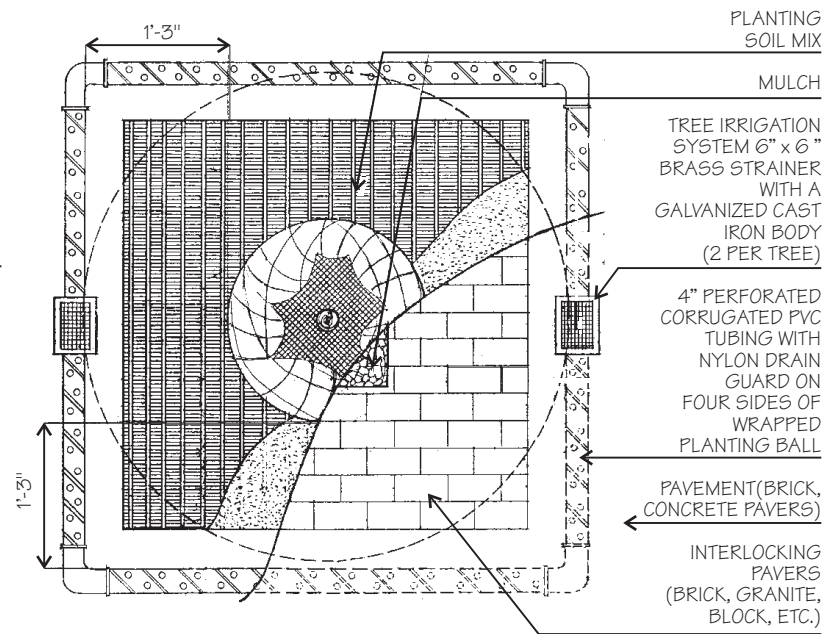 1'-3"
PLANTING
SOIL MIX
MULCH
TREE IRRIGATION
SYSTEM 6” x 6 ”
BRASS STRAINER
WITH A
GALVANIZED CAST
IRON BODY
(2 PER TREE)
4” PERFORATED
CORRUGATED PVC
TUBING WITH
NYLON DRAIN
GUARD ON
FOUR SIDES OF
WRAPPED
PLANTING BALL
1'-3"
PAVEMENT(BRICK,
CONCRETE PAVERS)
INTERLOCKING
PAVERS
(BRICK, GRANITE,
BLOCK, ETC.)